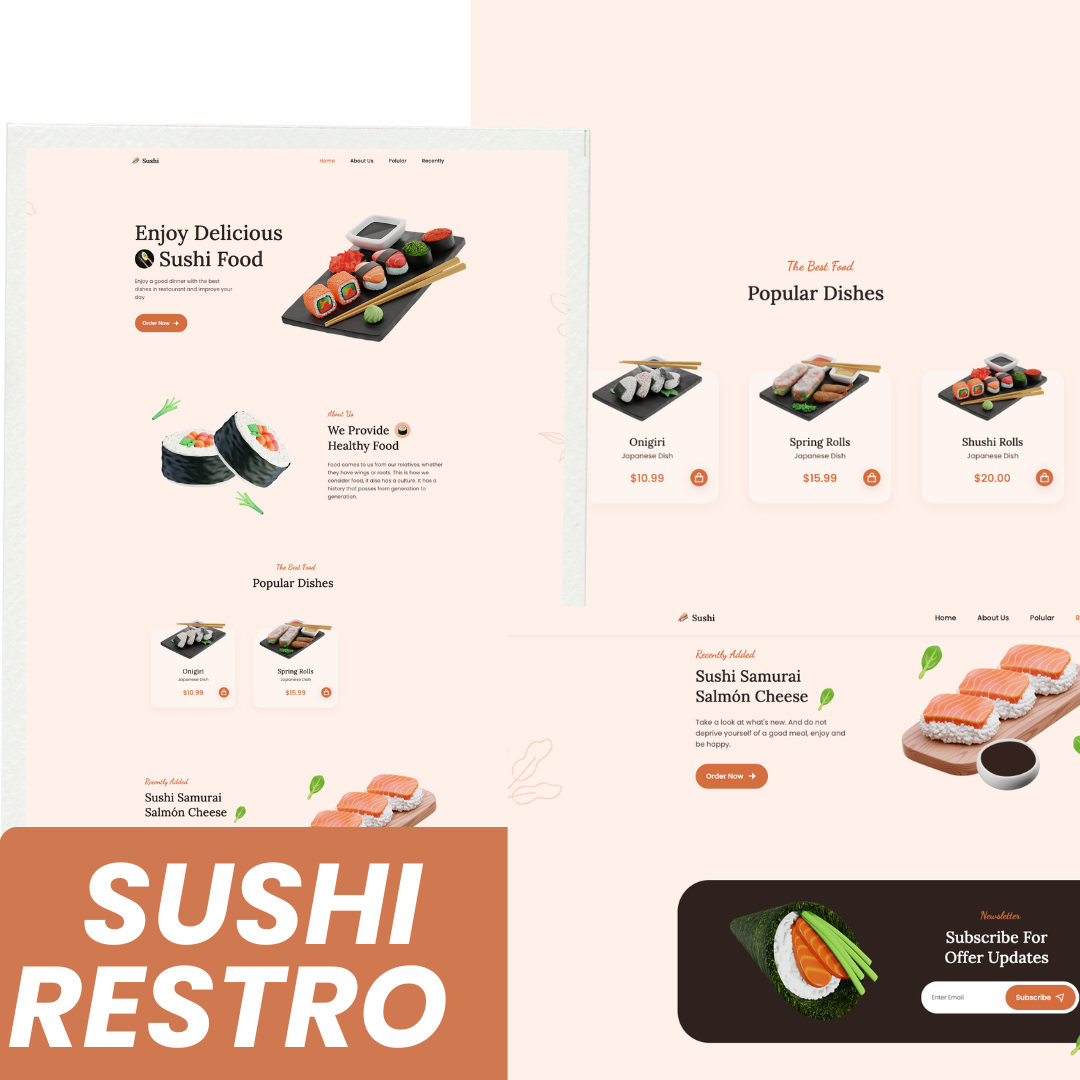 Sushi
Home About Us Polular Recently
Enjoy Delicious
Sushi Food
Enjoy a good dinner with the best
dishes in restaurant and improve your
day
Order Now
About Us
We Provide
Healthy Food
Food comes to us from our relatives, whether
they have wings or roots. This is how we
consider food, it also has a culture. It has a
history that passes from generation to
generation.
The Best Food
Popular Dishes
Onigiri
Japanese Dish
$10.99
Spring Rolls
Japanese Dish
$15.99
Recently Added
Sushi Samurai
Salmón Cheese
SUSHI
RESTRO
The Best Food
Popular Dishes
Onigiri
Japanese Dish
$10.99
Spring Rolls
Japanese Dish
$15.99
Shushi Rolls
Japanese Dish
$20.00
Sushi
Home About Us Polular R
Recently Added
Sushi Samurai
Salmón Cheese
Take a look at what's new. And do not
deprive yourself of a good meal, enjoy and
be happy.
Order Now
Newsletter
Subscribe For
Offer Updates
Enter Email
Subscribe